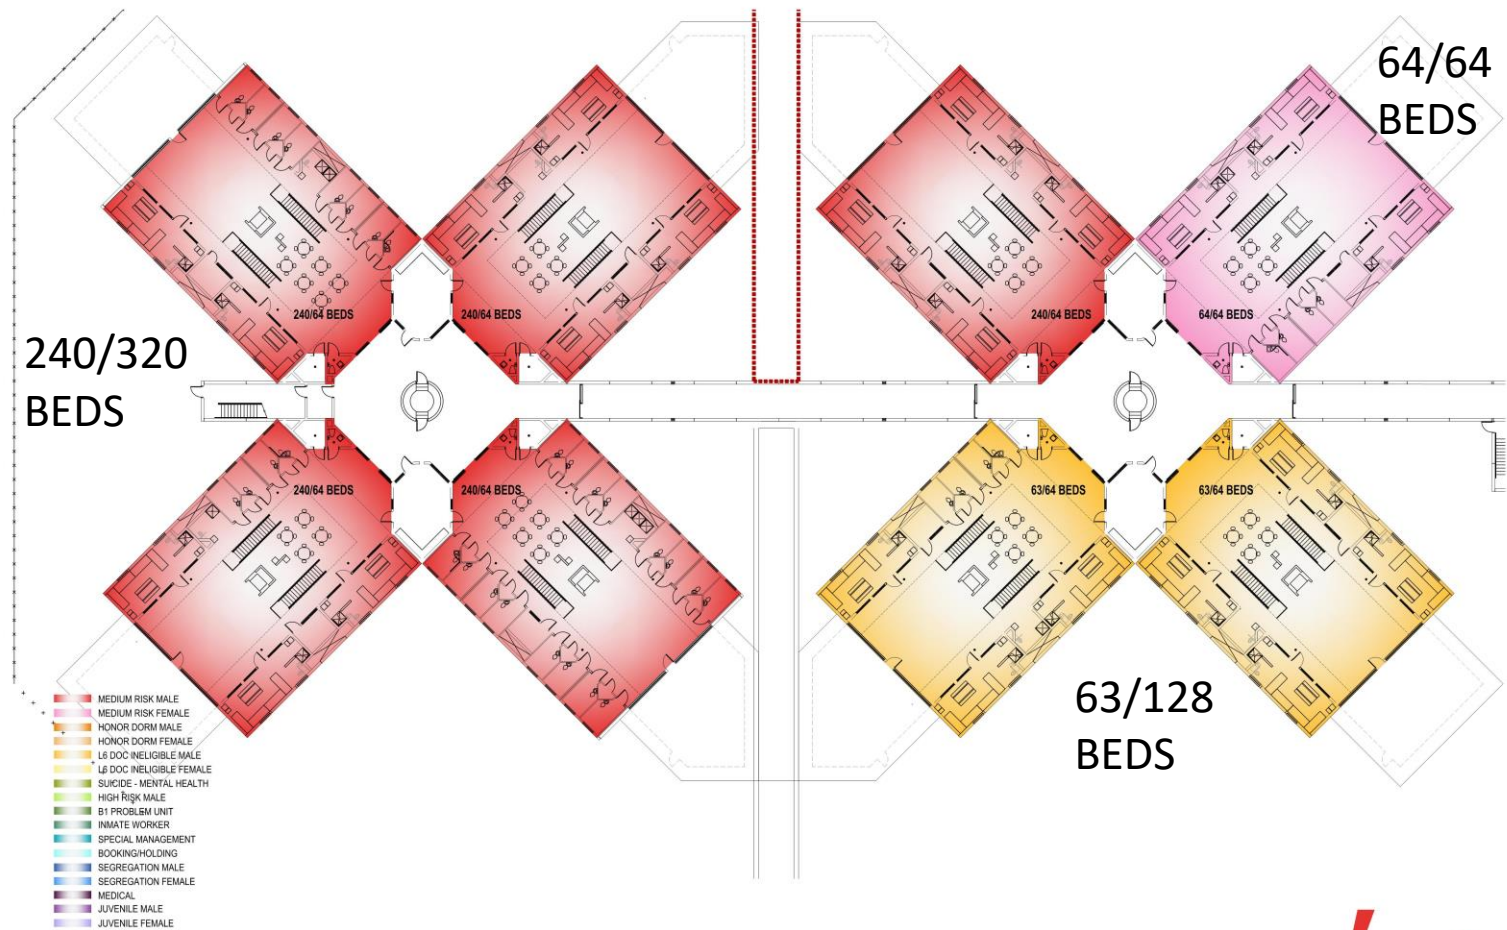 64/64
BEDS
240/64 BEDS
240/64 BEDS
240/64 BEDS
64/64 BEDS
240/320
BEDS
240/64 BEDS
240/64 BEDS
63/64 BEDS
63/64 BEDS
63/128
BEDS
MEDIUM RISK MALE
MEDIUM RISK FEMALE
HONOR DORM MALE
HONOR DORM FEMALE
L6 DOC INELIGIBLE MALE
L6 DOC INELIGIBLE FEMALE
SUICIDE - MENTAL HEALTH
HIGH RISK MALE
B1 PROBLEM UNIT
INMATE WORKER
SPECIAL MANAGEMENT
BOOKING/HOLDING
SEGREGATION MALE
SEGREGATION FEMALE
MEDICAL
JUVENILE MALE
JUVENILE FEMALE